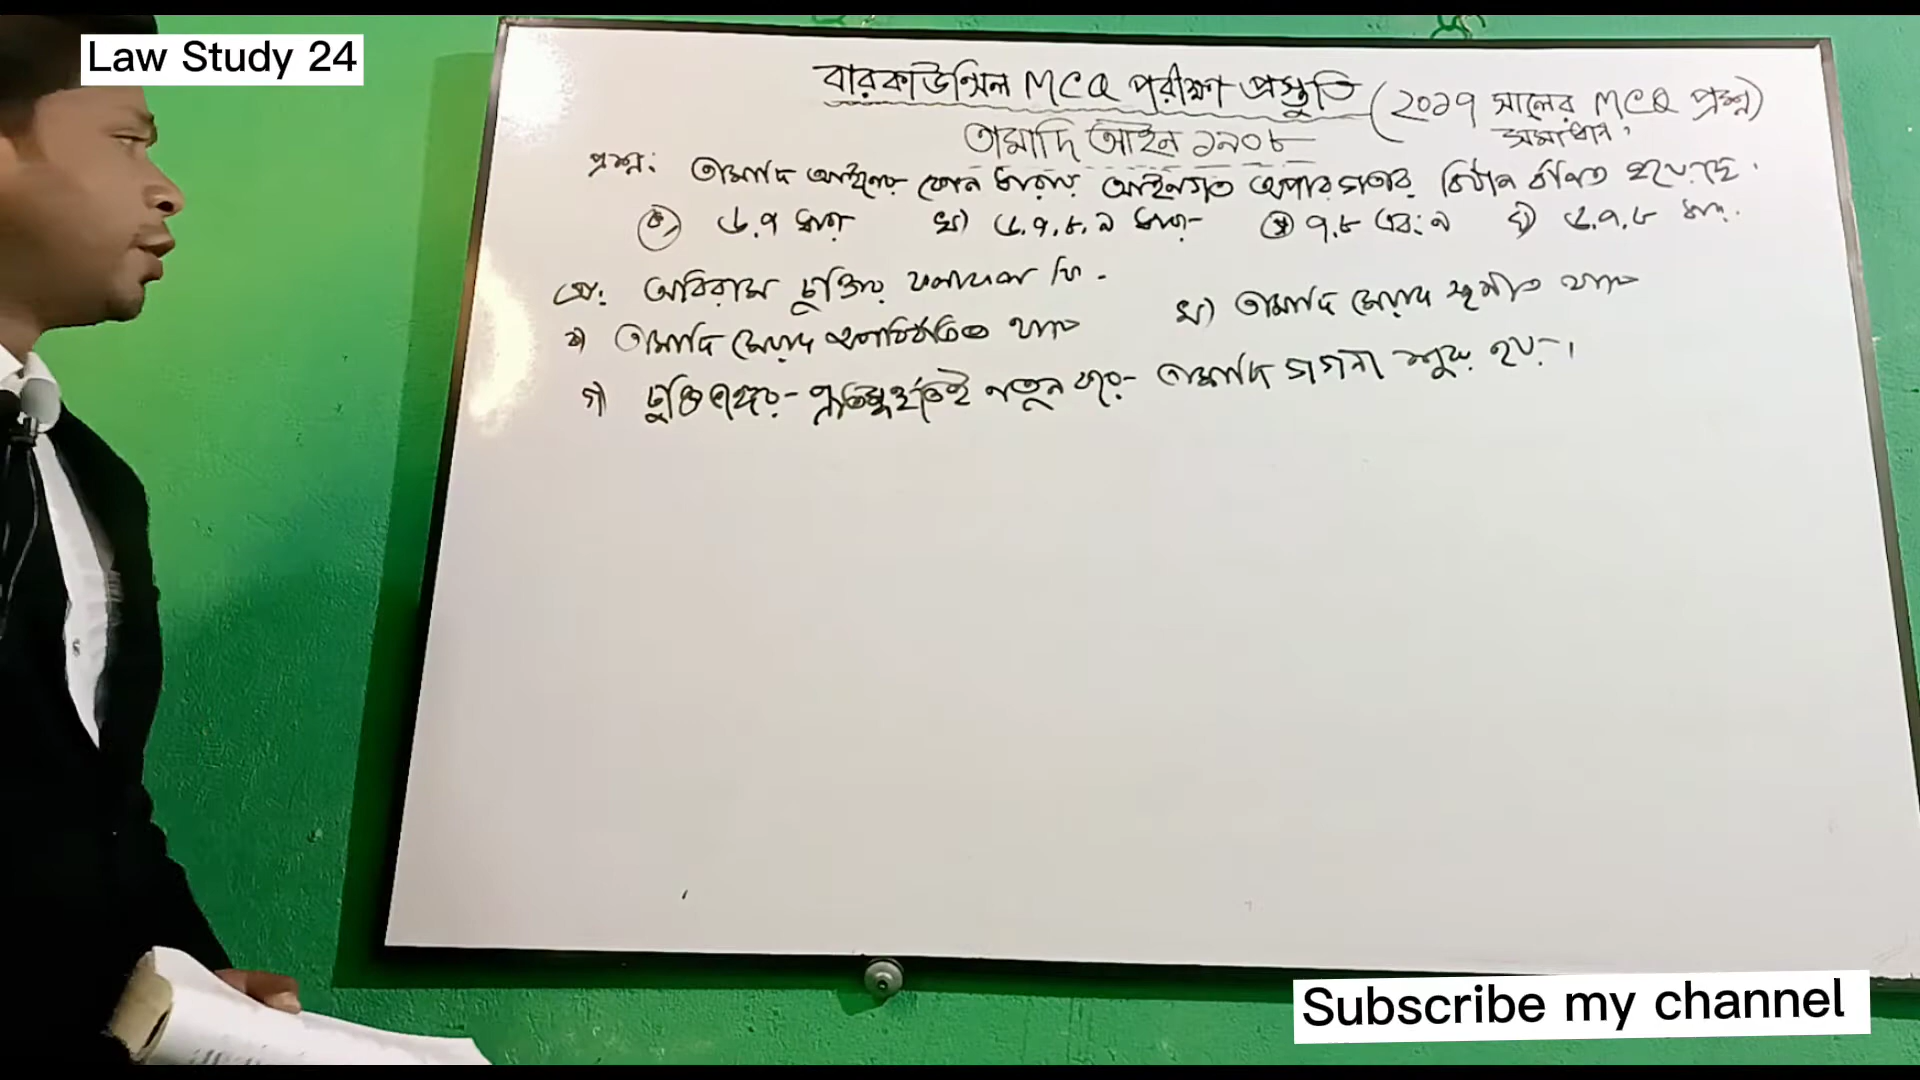 Law Study 24
বারকাউন্সিল MCQ পরীক্ষা প্রস্তুতি (২০১৭ সালের MCQ প্রশ্ন)
সমাধান,
তামাদি আইন ১৯০৮
প্রশ্ন: তামাদি আইনের কোন ধারায় আইনগত অপারগতার বিধান বর্ণিত হয়েছে.
ক) ৬.৭ ধারা খ) ৬.৭.৮.৯ ধারা গ) ৭.৮ এবং ৯ ঘ) ৬.৭.৮ ধারা.
প্র: অবিরাম চুক্তির ফলাফল কি -
ক) তামাদি মেয়াদ অপরিবর্তিত থাকে খ) তামাদি মেয়াদ স্থগিত থাকে
গ) চুক্তিভঙ্গের প্রতিমুহূর্তেই নতুন করে তামাদি গণনা শুরু হয়।
Subscribe my channel